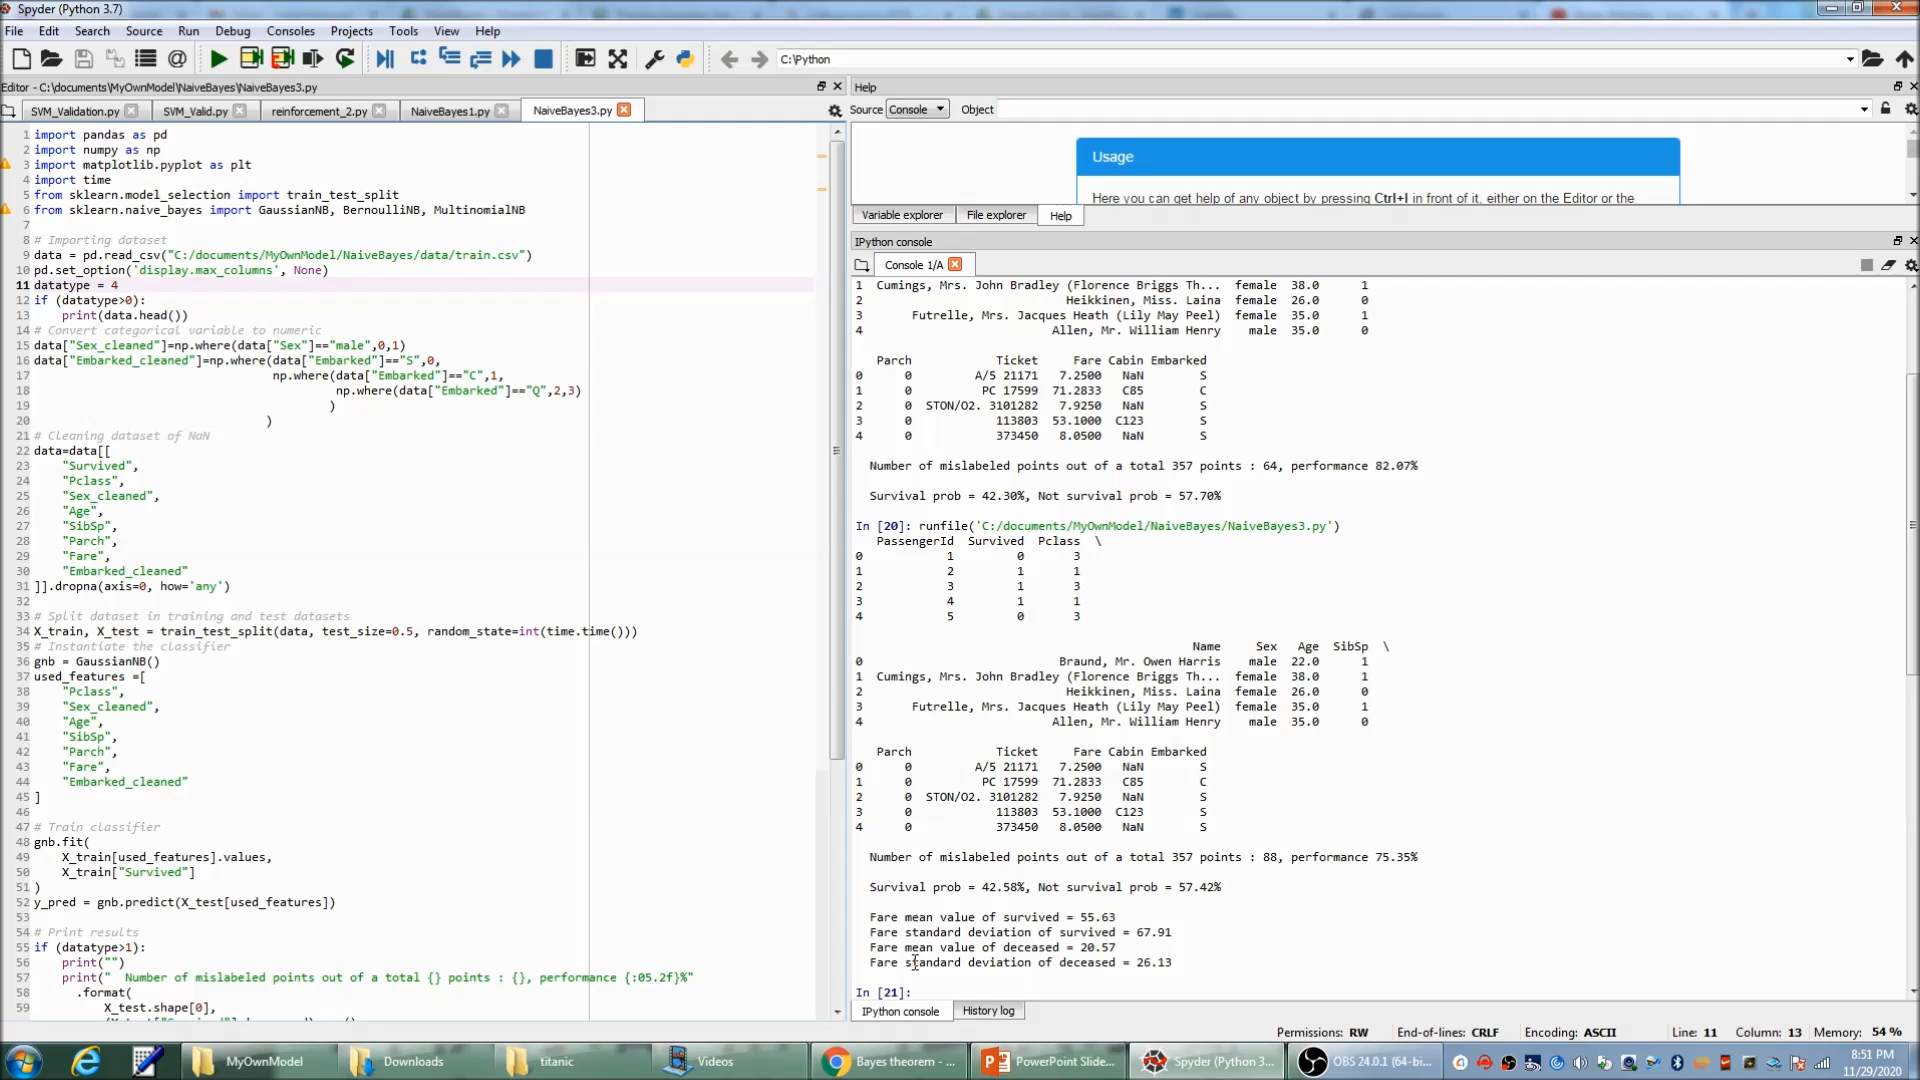 Spyder (Python 3.7)
File Edit Search Source Run Debug Consoles Projects Tools View Help
C:\Python
Editor - C:\documents\MyOwnModel\NaiveBayes\NaiveBayes3.py
SVM_Validation.py SVM_Valid.py reinforcement_2.py NaiveBayes1.py NaiveBayes3.py
1 import pandas as pd
2 import numpy as np
3 import matplotlib.pyplot as plt
4 import time
5 from sklearn.model_selection import train_test_split
6 from sklearn.naive_bayes import GaussianNB, BernoulliNB, MultinomialNB
7
8 # Importing dataset
9 data = pd.read_csv("C:/documents/MyOwnModel/NaiveBayes/data/train.csv")
10 pd.set_option('display.max_columns', None)
11 datatype = 4
12 if (datatype>0):
13 print(data.head())
14 # Convert categorical variable to numeric
15 data["Sex_cleaned"]=np.where(data["Sex"]=="male",0,1)
16 data["Embarked_cleaned"]=np.where(data["Embarked"]=="S",0,
17 np.where(data["Embarked"]=="C",1,
18 np.where(data["Embarked"]=="Q",2,3)
19 )
20 )
21 # Cleaning dataset of NaN
22 data=data[[
23 "Survived",
24 "Pclass",
25 "Sex_cleaned",
26 "Age",
27 "SibSp",
28 "Parch",
29 "Fare",
30 "Embarked_cleaned"
31 ]].dropna(axis=0, how='any')
32
33 # Split dataset in training and test datasets
34 X_train, X_test = train_test_split(data, test_size=0.5, random_state=int(time.time()))
35 # Instantiate the classifier
36 gnb = GaussianNB()
37 used_features =[
38 "Pclass",
39 "Sex_cleaned",
40 "Age",
41 "SibSp",
42 "Parch",
43 "Fare",
44 "Embarked_cleaned"
45 ]
46
47 # Train classifier
48 gnb.fit(
49 X_train[used_features].values,
50 X_train["Survived"]
51 )
52 y_pred = gnb.predict(X_test[used_features])
53
54 # Print results
55 if (datatype>1):
56 print("")
57 print("  Number of mislabeled points out of a total {} points : {}, performance {:05.2f}%"
58 .format(
59 X_test.shape[0],
Help
Source Console Object
Usage
Here you can get help of any object by pressing Ctrl+I in front of it, either on the Editor or the
Variable explorer File explorer Help
IPython console
Console 1/A
1 Cumings, Mrs. John Bradley (Florence Briggs Th... female 38.0 1
2 Heikkinen, Miss. Laina female 26.0 0
3 Futrelle, Mrs. Jacques Heath (Lily May Peel) female 35.0 1
4 Allen, Mr. William Henry male 35.0 0
Parch Ticket Fare Cabin Embarked
0 0 A/5 21171 7.2500 NaN S
1 0 PC 17599 71.2833 C85 C
2 0 STON/O2. 3101282 7.9250 NaN S
3 0 113803 53.1000 C123 S
4 0 373450 8.0500 NaN S
Number of mislabeled points out of a total 357 points : 64, performance 82.07%
Survival prob = 42.30%, Not survival prob = 57.70%
In [20]: runfile('C:/documents/MyOwnModel/NaiveBayes/NaiveBayes3.py')
PassengerId Survived Pclass \
0 1 0 3
1 2 1 1
2 3 1 3
3 4 1 1
4 5 0 3
Name Sex Age SibSp \
0 Braund, Mr. Owen Harris male 22.0 1
1 Cumings, Mrs. John Bradley (Florence Briggs Th... female 38.0 1
2 Heikkinen, Miss. Laina female 26.0 0
3 Futrelle, Mrs. Jacques Heath (Lily May Peel) female 35.0 1
4 Allen, Mr. William Henry male 35.0 0
Parch Ticket Fare Cabin Embarked
0 0 A/5 21171 7.2500 NaN S
1 0 PC 17599 71.2833 C85 C
2 0 STON/O2. 3101282 7.9250 NaN S
3 0 113803 53.1000 C123 S
4 0 373450 8.0500 NaN S
Number of mislabeled points out of a total 357 points : 88, performance 75.35%
Survival prob = 42.58%, Not survival prob = 57.42%
Fare mean value of survived = 55.63
Fare standard deviation of survived = 67.91
Fare mean value of deceased = 20.57
Fare standard deviation of deceased = 26.13
In [21]:
IPython console History log
Permissions: RW End-of-lines: CRLF Encoding: ASCII Line: 11 Column: 13 Memory: 54 %
MyOwnModel Downloads titanic Videos Bayes theorem - ... PowerPoint Slide... Spyder (Python 3... OBS 24.0.1 (64-bi...
8:51 PM
11/29/2020